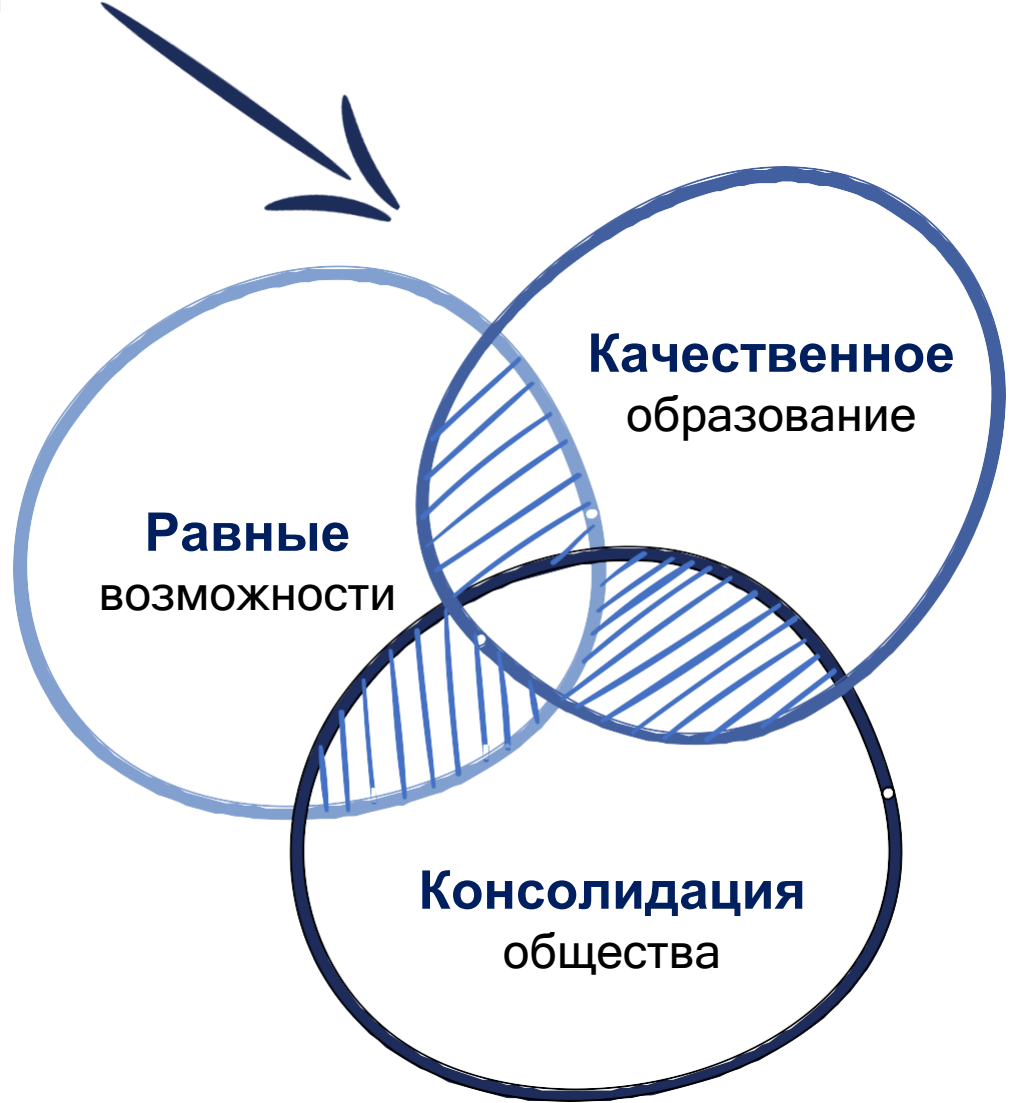 Качественное
образование
Равные
возможности
Консолидация
общества